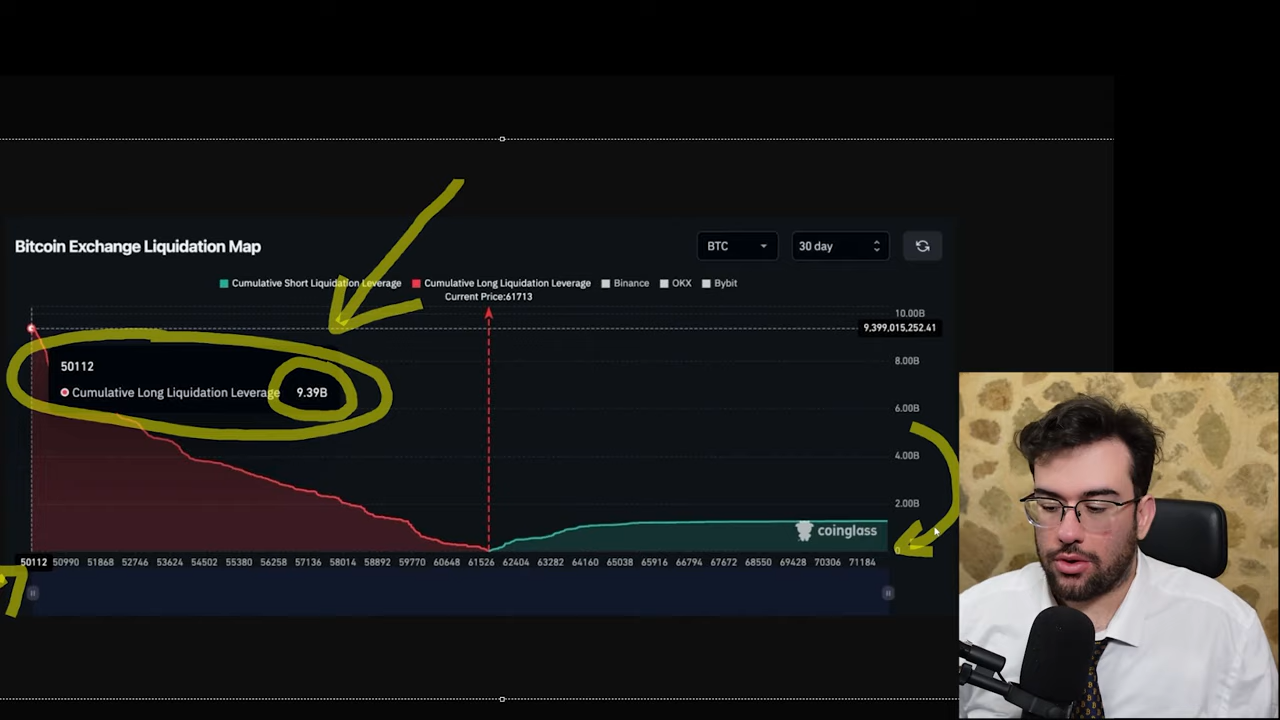 Bitcoin Exchange Liquidation Map
BTC
30 day
Cumulative Short Liquidation Leverage
Cumulative Long Liquidation Leverage
Binance
OKX
Bybit
Current Price:61713
10.00B
9,399,015,252.41
8.00B
6.00B
4.00B
2.00B
0
50112
Cumulative Long Liquidation Leverage 9.39B
coinglass
50112 50990 51868 52746 53624 54502 55380 56258 57136 58014 58892 59770 60648 61526 62404 63282 64160 65038 65916 66794 67672 68550 69428 70306 71184